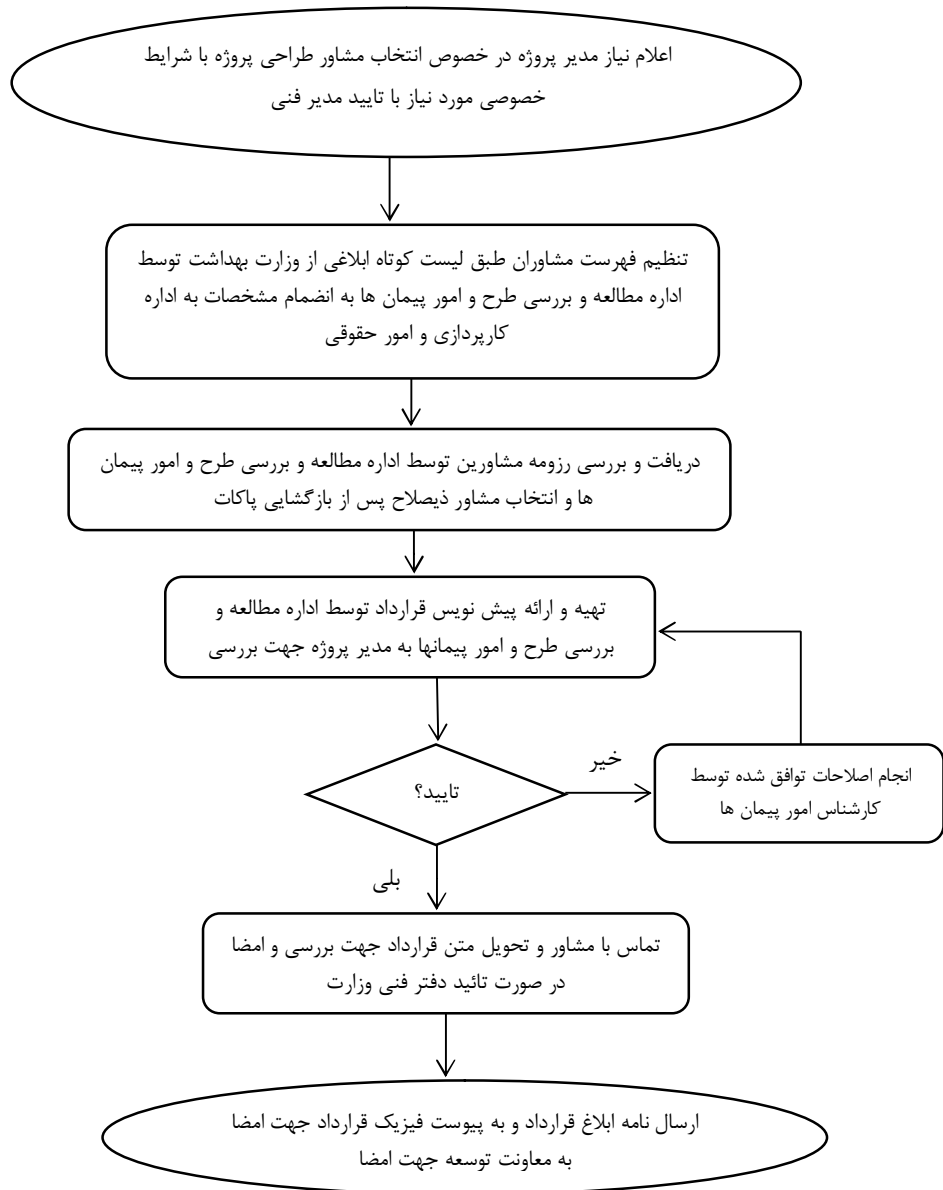 اعلام نیاز مدیر پروژه در خصوص انتخاب مشاور طراحی پروژه با شرایط
خصوصی مورد نیاز با تایید مدیر فنی
تنظیم فهرست مشاوران طبق لیست کوتاه ابلاغی از وزارت بهداشت توسط
اداره مطالعه و بررسی طرح و امور پیمان ها به انضمام مشخصات به اداره
کارپردازی و امور حقوقی
دریافت و بررسی رزومه مشاورین توسط اداره مطالعه و بررسی طرح و امور پیمان
ها و انتخاب مشاور ذیصلاح پس از بازگشایی پاکات
تهیه و ارائه پیش نویس قرارداد توسط اداره مطالعه و
بررسی طرح و امور پیمانها به مدیر پروژه جهت بررسی
تایید؟
خیر
انجام اصلاحات توافق شده توسط
کارشناس امور پیمان ها
بلی
تماس با مشاور و تحویل متن قرارداد جهت بررسی و امضا
در صورت تائید دفتر فنی وزارت
ارسال نامه ابلاغ قرارداد و به پیوست فیزیک قرارداد جهت امضا
به معاونت توسعه جهت امضا